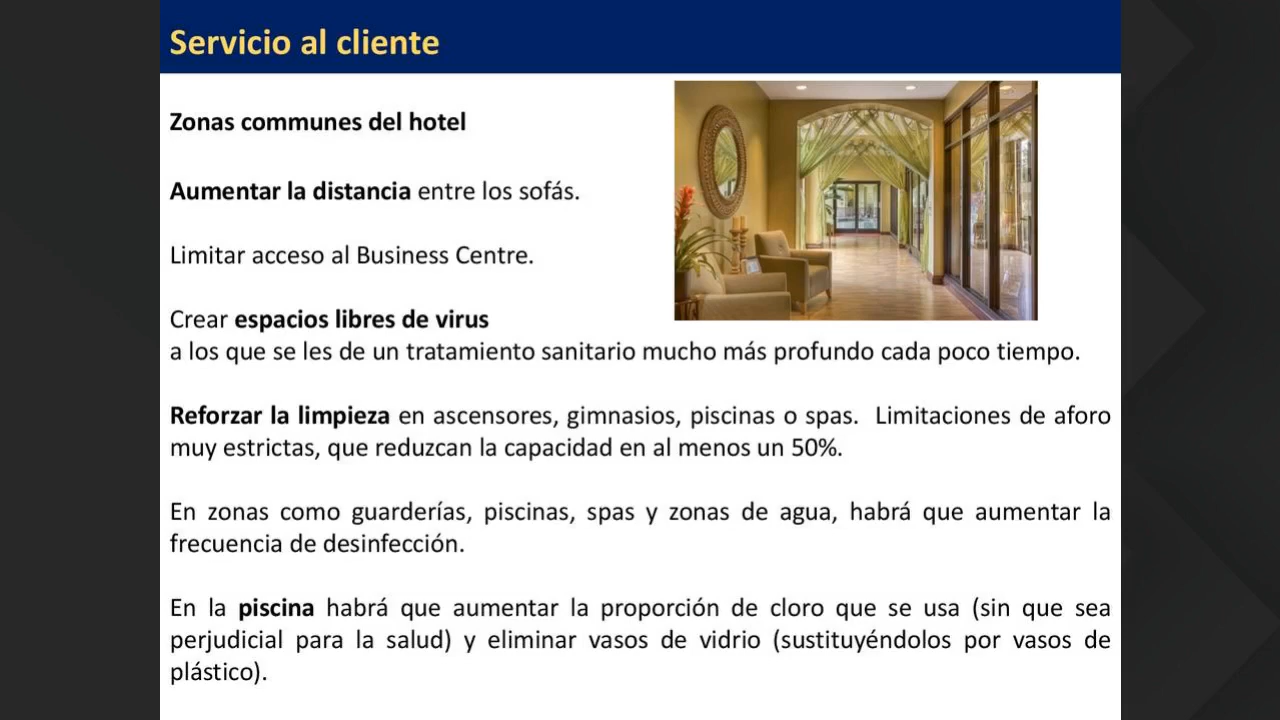 Servicio al cliente
Zonas communes del hotel
Aumentar la distancia entre los sofás.
Limitar acceso al Business Centre.
Crear espacios libres de virus
a los que se les de un tratamiento sanitario mucho más profundo cada poco tiempo.
Reforzar la limpieza en ascensores, gimnasios, piscinas o spas. Limitaciones de aforo
muy estrictas, que reduzcan la capacidad en al menos un 50%.
En zonas como guarderías, piscinas, spas y zonas de agua, habrá que aumentar la
frecuencia de desinfección.
En la piscina habrá que aumentar la proporción de cloro que se usa (sin que sea
perjudicial para la salud) y eliminar vasos de vidrio (sustituyéndolos por vasos de
plástico).